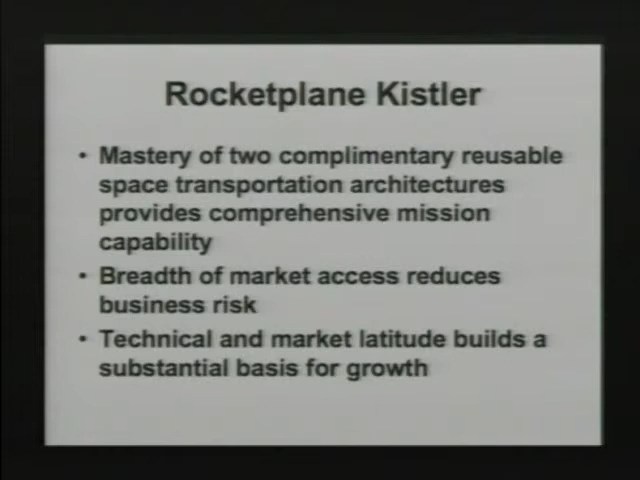 Rocketplane Kistler
• Mastery of two complimentary reusable
space transportation architectures
provides comprehensive mission
capability
• Breadth of market access reduces
business risk
• Technical and market latitude builds a
substantial basis for growth